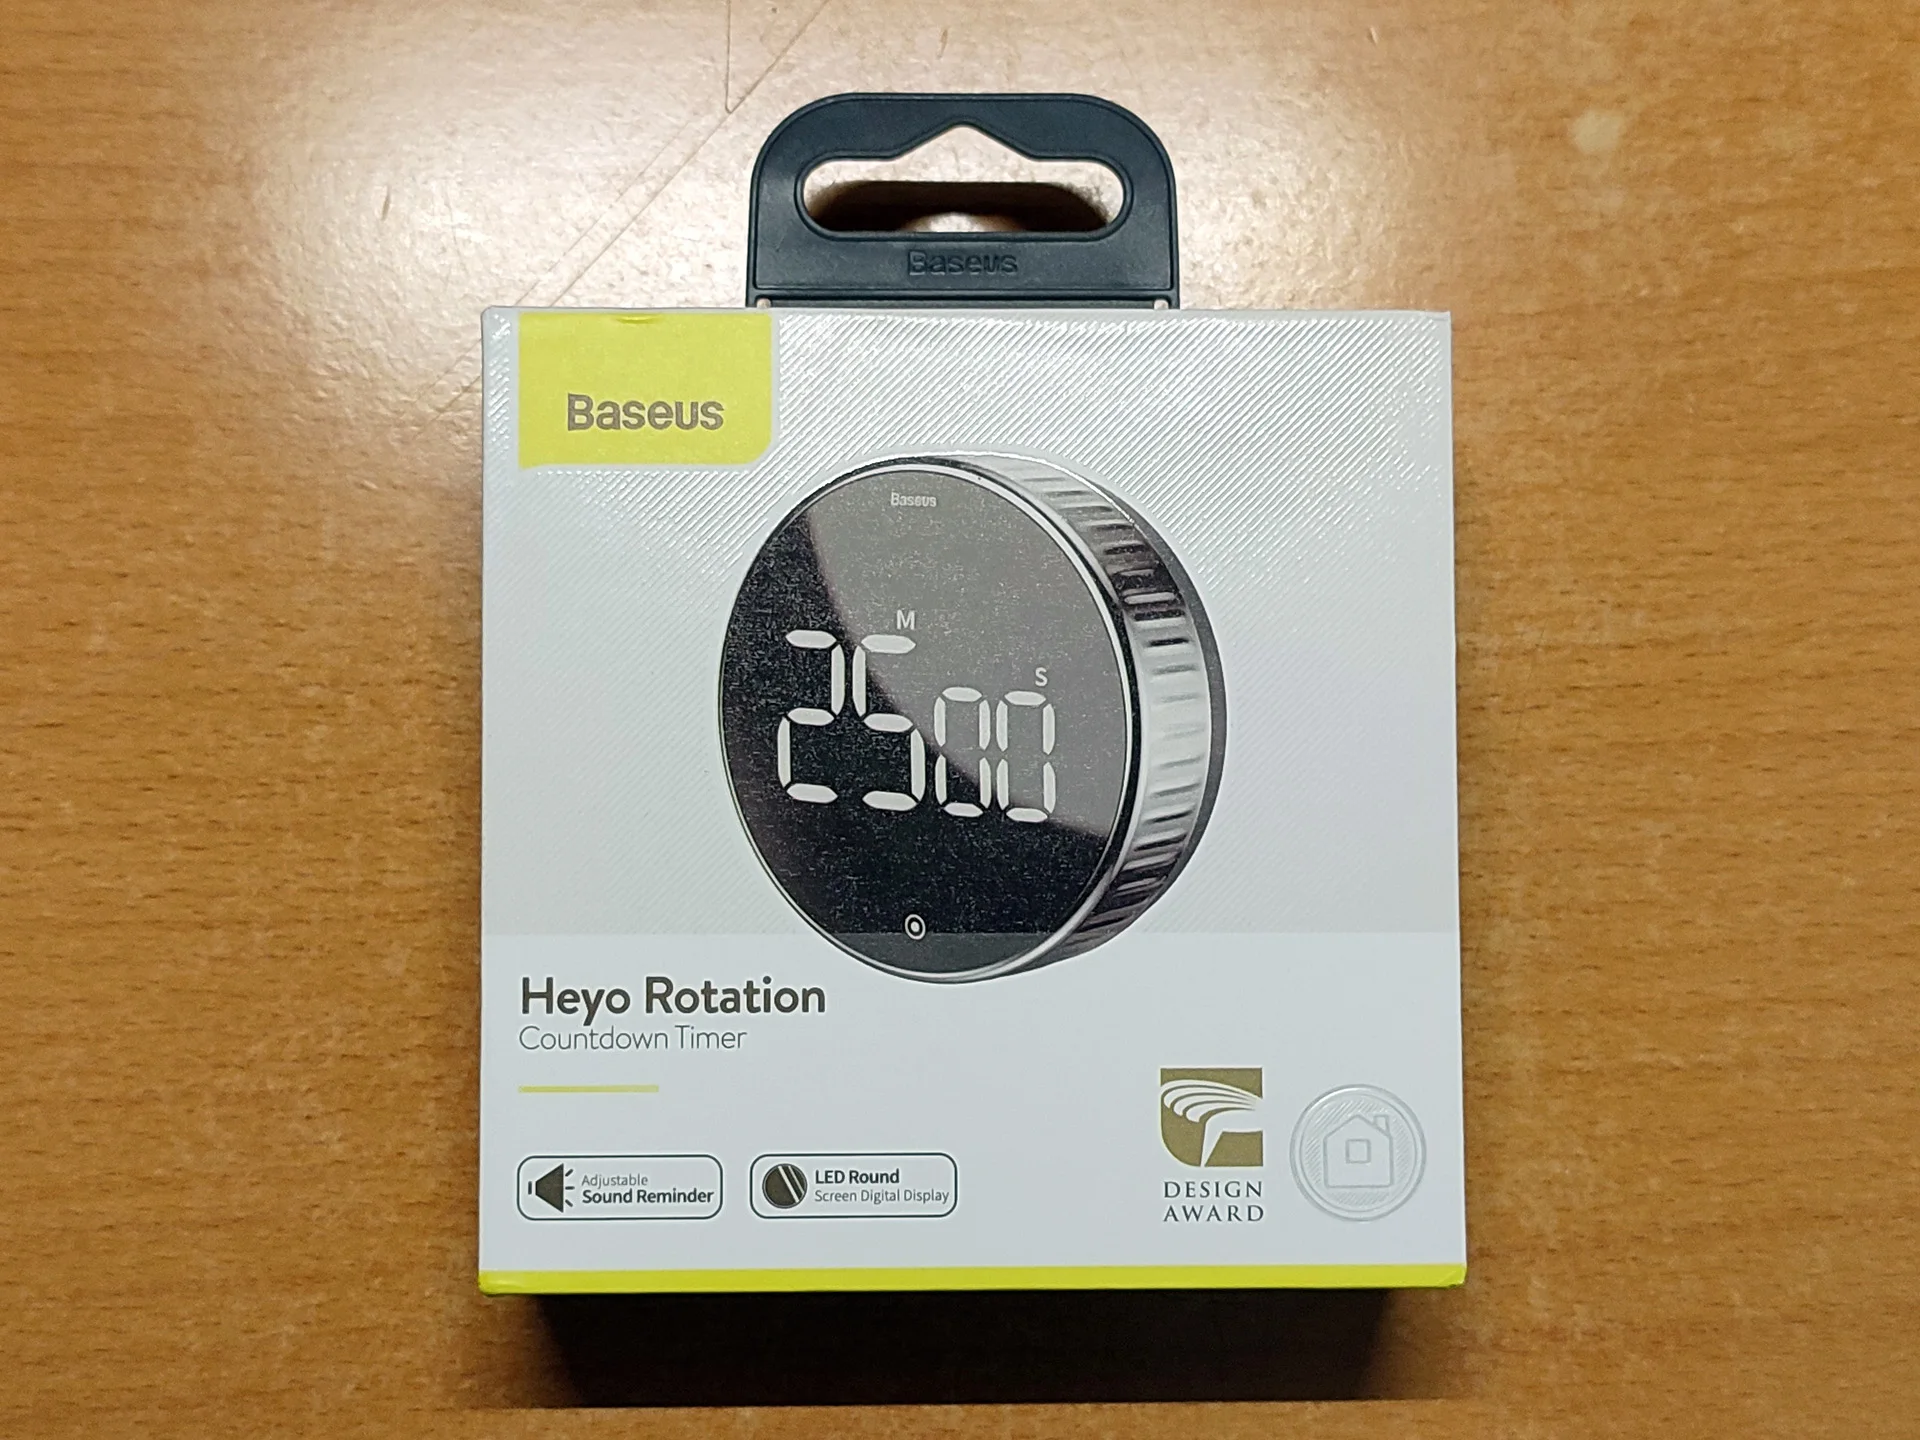 Baseus
Baseus
Baseus
M
S
25 00
Heyo Rotation
Countdown Timer
Adjustable
Sound Reminder
LED Round
Screen Digital Display
DESIGN
AWARD